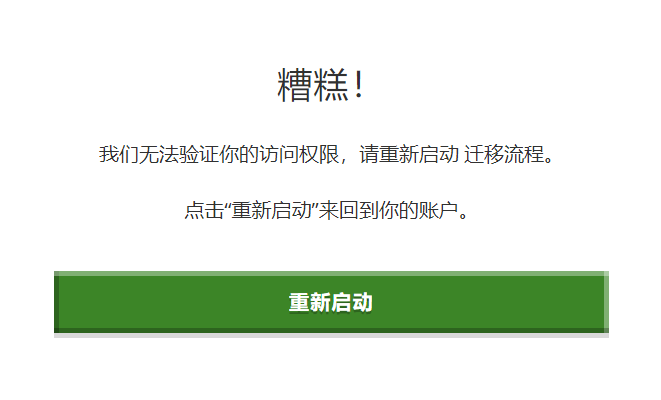 糟糕！
我们无法验证你的访问权限，请重新启动 迁移流程。
点击“重新启动”来回到你的账户。
重新启动